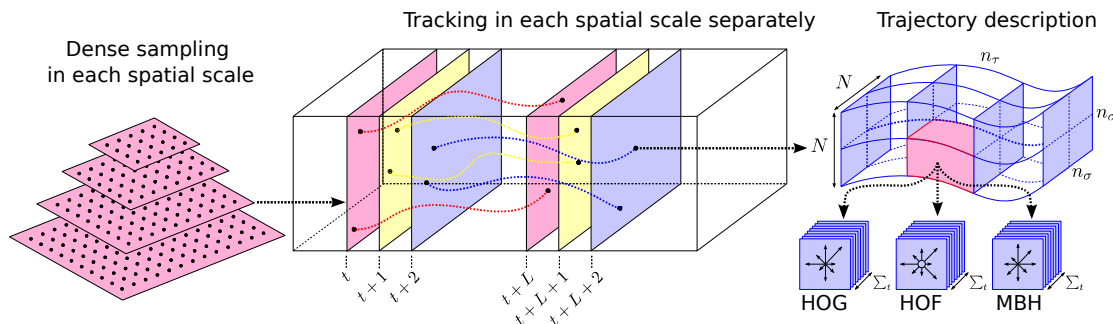 Dense sampling
in each spatial scale
Tracking in each spatial scale separately
Trajectory description
t
t + 1
t + 2
t + L
t + L + 1
t + L + 2
N
N
n_τ
n_σ
n_σ
Σ_t
Σ_t
Σ_t
HOG
HOF
MBH